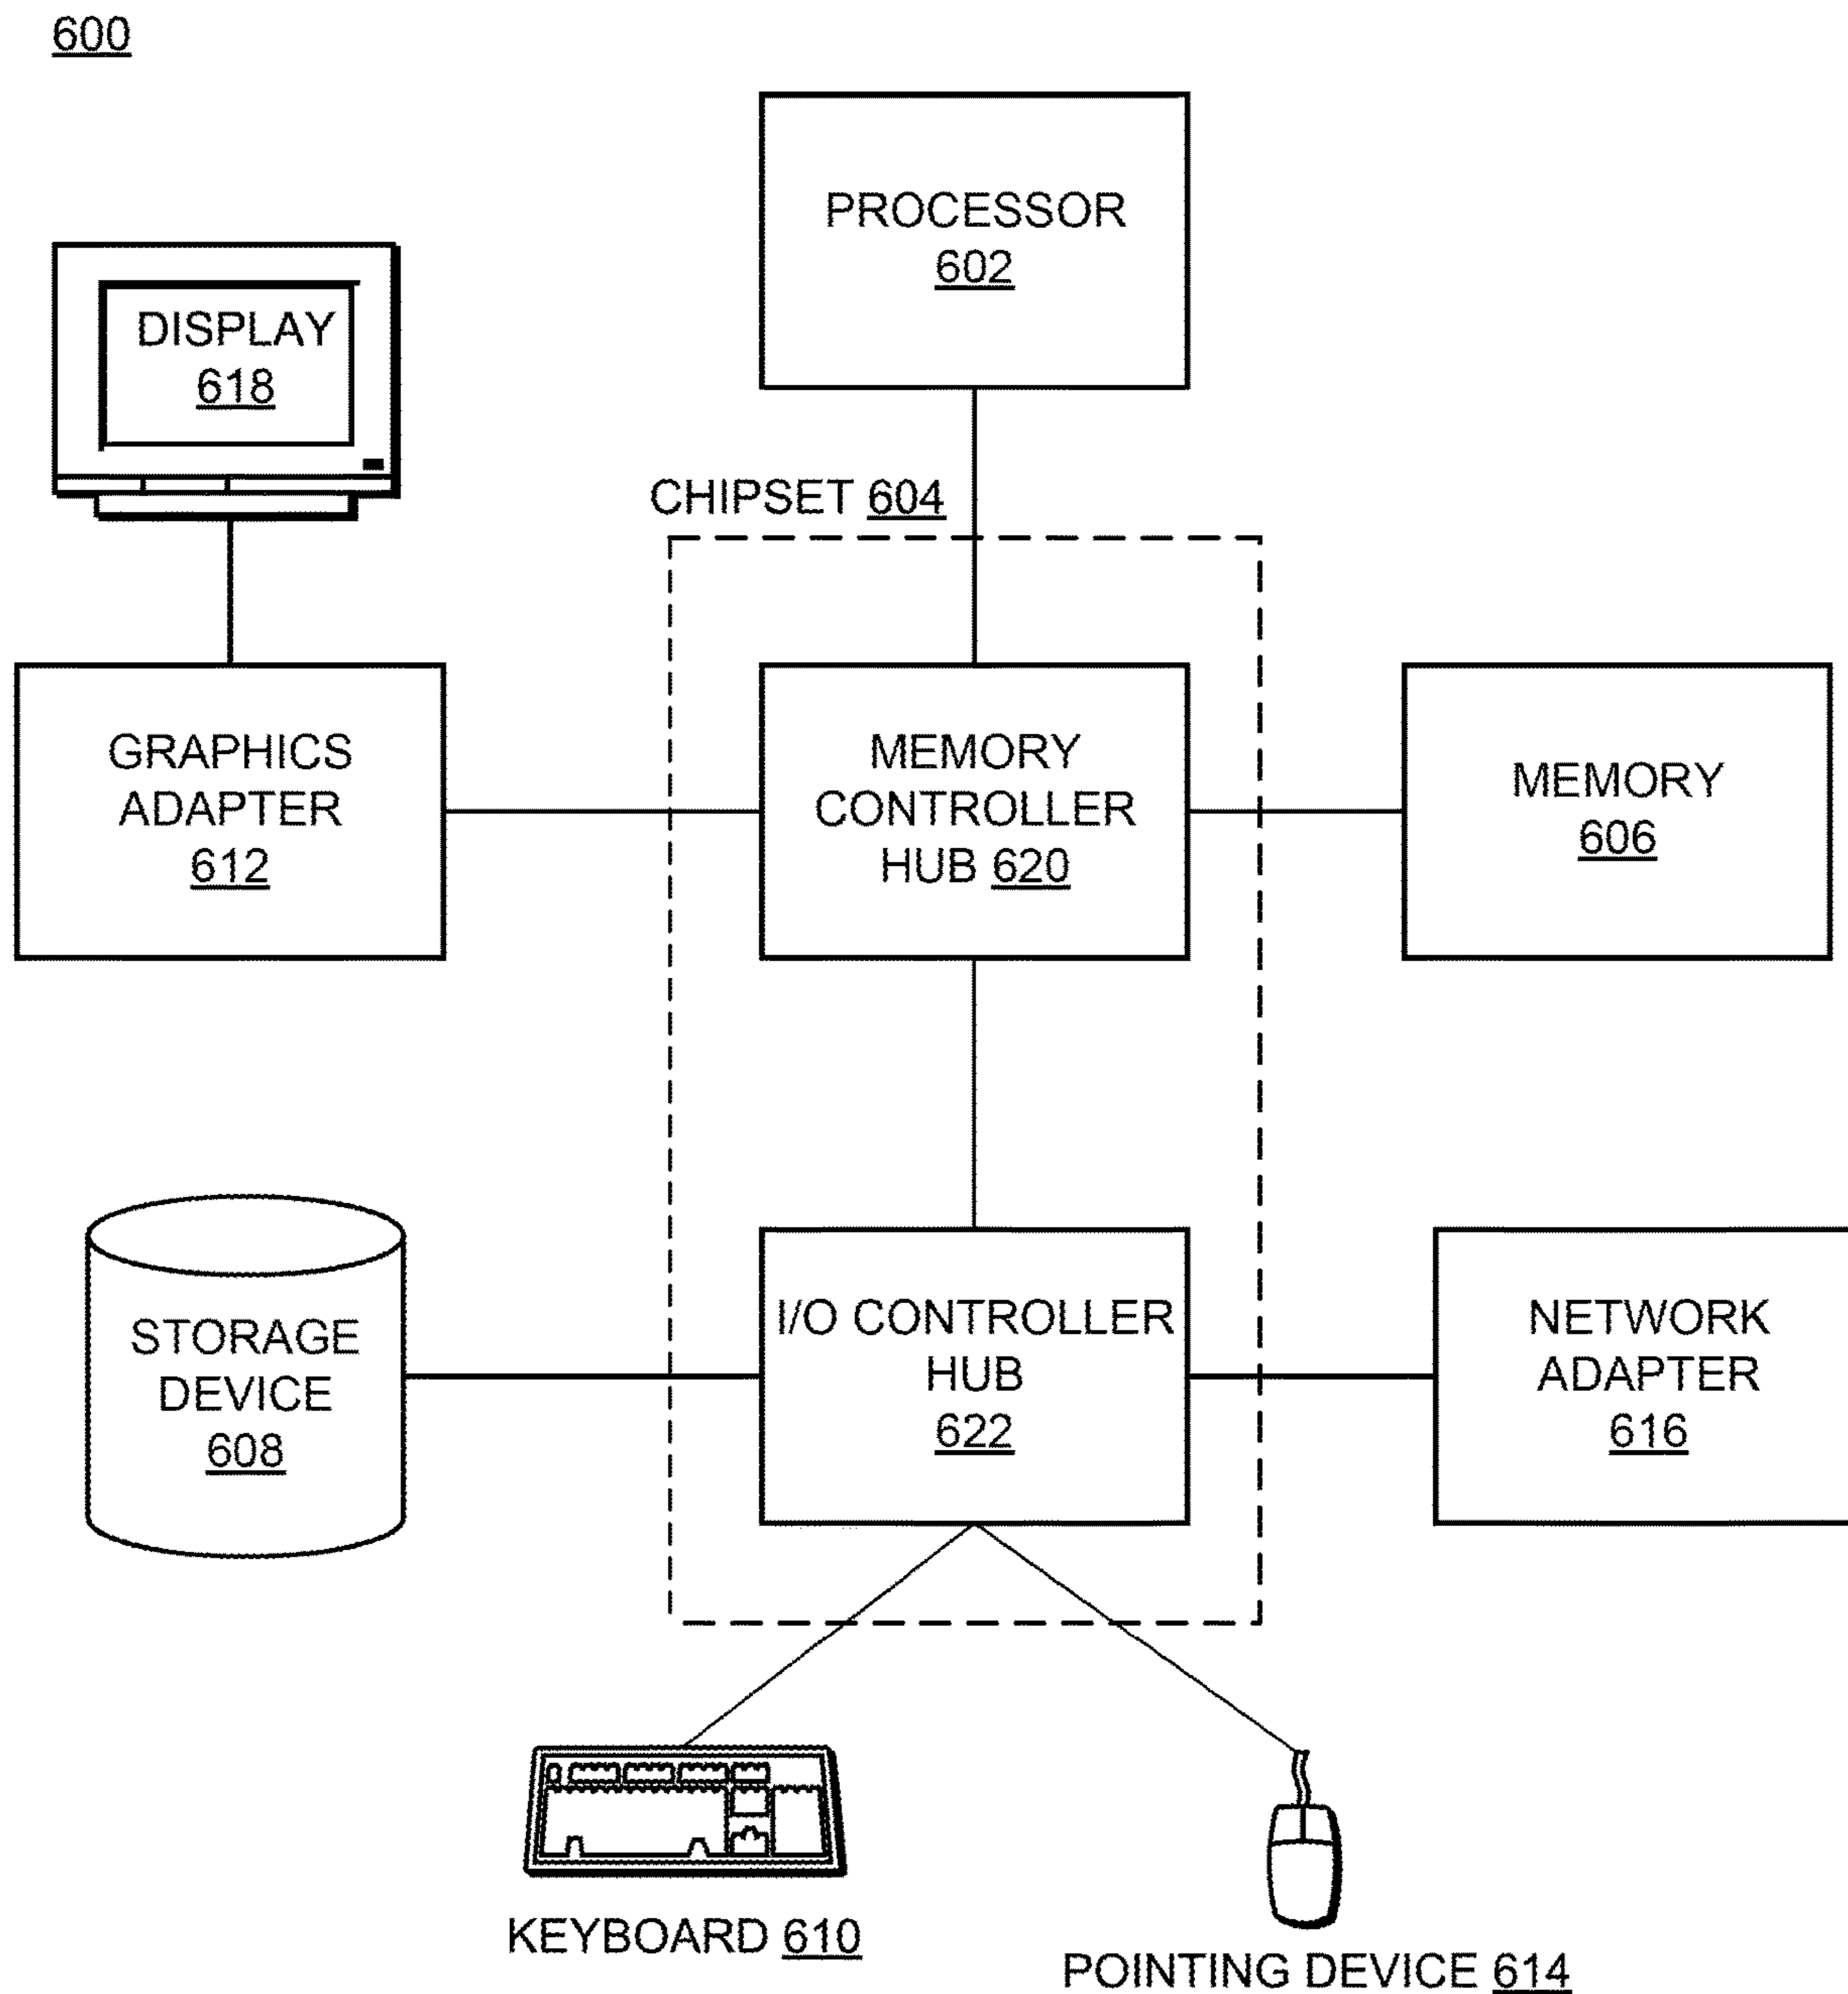 600
PROCESSOR
602
DISPLAY
618
CHIPSET 604
GRAPHICS
ADAPTER
612
MEMORY
CONTROLLER
HUB 620
MEMORY
606
STORAGE
DEVICE
608
I/O CONTROLLER
HUB
622
NETWORK
ADAPTER
616
KEYBOARD 610
POINTING DEVICE 614